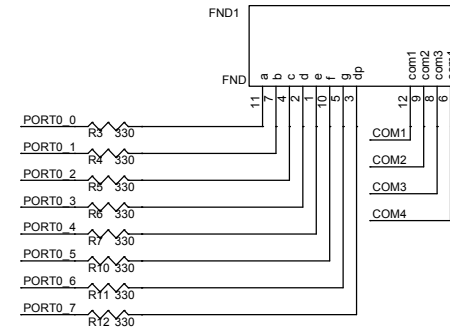 FND1
FND
a b c d e f g dp
com1 com2 com3 com4
11 7 4 2 1 10 5 3
12 9 8 6
PORT0_0
R3 330
COM1
PORT0_1
R4 330
COM2
PORT0_2
R5 330
COM3
PORT0_3
R6 330
COM4
PORT0_4
R7 330
PORT0_5
R10 330
PORT0_6
R11 330
PORT0_7
R12 330